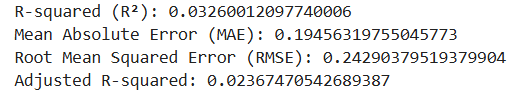 R-squared (R²): 0.03260012097740006
Mean Absolute Error (MAE): 0.19456319755045773
Root Mean Squared Error (RMSE): 0.24290379519379904
Adjusted R-squared: 0.02367470542689387